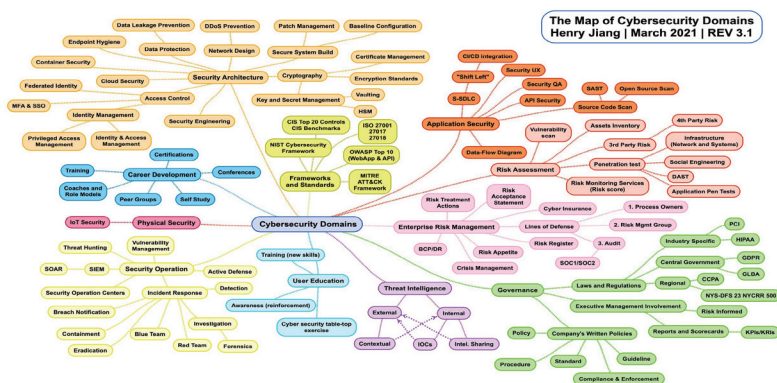 The Map of Cybersecurity Domains
Henry Jiang | March 2021 | REV 3.1
Cybersecurity Domains
Security Architecture
Data Leakage Prevention
DDoS Prevention
Patch Management
Baseline Configuration
Endpoint Hygiene
Data Protection
Network Design
Secure System Build
Container Security
Cloud Security
Cryptography
Certificate Management
Encryption Standards
Key and Secret Management
Vaulting
HSM
Federated Identity
Access Control
MFA & SSO
Identity Management
Security Engineering
Privileged Access
Management
Identity & Access
Management
Frameworks
and Standards
CIS Top 20 Controls
CIS Benchmarks
ISO 27001
27017
27018
NIST Cybersecurity
Framework
OWASP Top 10
(WebApp & API)
MITRE
ATT&CK
Framework
Application Security
CI/CD integration
"Shift Left"
S-SDLC
Security UX
Security QA
API Security
SAST
Open Source Scan
Source Code Scan
Data-Flow Diagram
Risk Assessment
Vulnerability
scan
Assets Inventory
4th Party Risk
3rd Party Risk
Infrastructure
(Network and Systems)
Penetration test
Social Engineering
DAST
Application Pen Tests
Risk Monitoring Services
(Risk score)
Career Development
Certifications
Training
Conferences
Coaches and
Role Models
Peer Groups
Self Study
Physical Security
IoT Security
Enterprise Risk Management
Risk Treatment
Actions
Risk
Acceptance
Statement
Cyber Insurance
Lines of Defense
1. Process Owners
2. Risk Mgmt Group
3. Audit
SOC1/SOC2
Risk Register
Risk Appetite
BCP/DR
Crisis Management
Security Operation
Vulnerability
Management
Threat Hunting
SOAR
SIEM
Active Defense
Security Operation Centers
Incident Response
Detection
Breach Notification
Containment
Eradication
Blue Team
Red Team
Investigation
Forensics
User Education
Training (new skills)
Awareness (reinforcement)
Cyber security table-top
exercise
Threat Intelligence
External
Internal
Contextual
IOCs
Intel. Sharing
Governance
Laws and Regulations
Industry Specific
PCI
HIPAA
Central Government
GDPR
GLBA
Regional
CCPA
NYS-DFS 23 NYCRR 500
Executive Management Involvement
Risk Informed
Reports and Scorecards
KPIs/KRIs
Company's Written Policies
Policy
Procedure
Standard
Guideline
Compliance & Enforcement